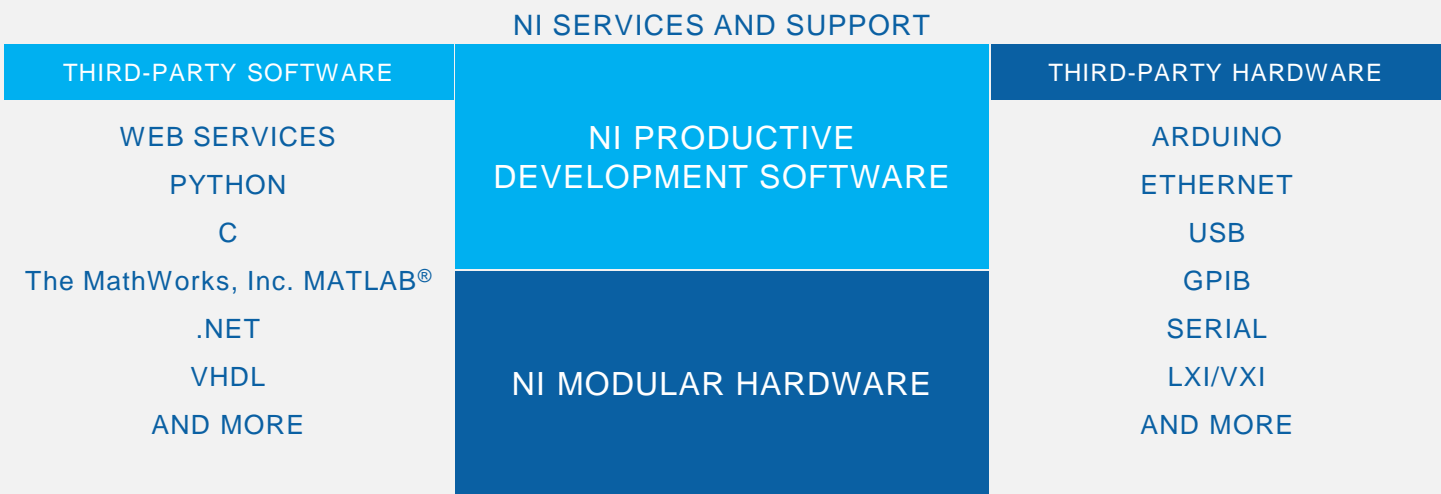 NI SERVICES AND SUPPORT
THIRD-PARTY SOFTWARE
WEB SERVICES
PYTHON
C
The MathWorks, Inc. MATLAB®
.NET
VHDL
AND MORE
NI PRODUCTIVE
DEVELOPMENT SOFTWARE
NI MODULAR HARDWARE
THIRD-PARTY HARDWARE
ARDUINO
ETHERNET
USB
GPIB
SERIAL
LXI/VXI
AND MORE